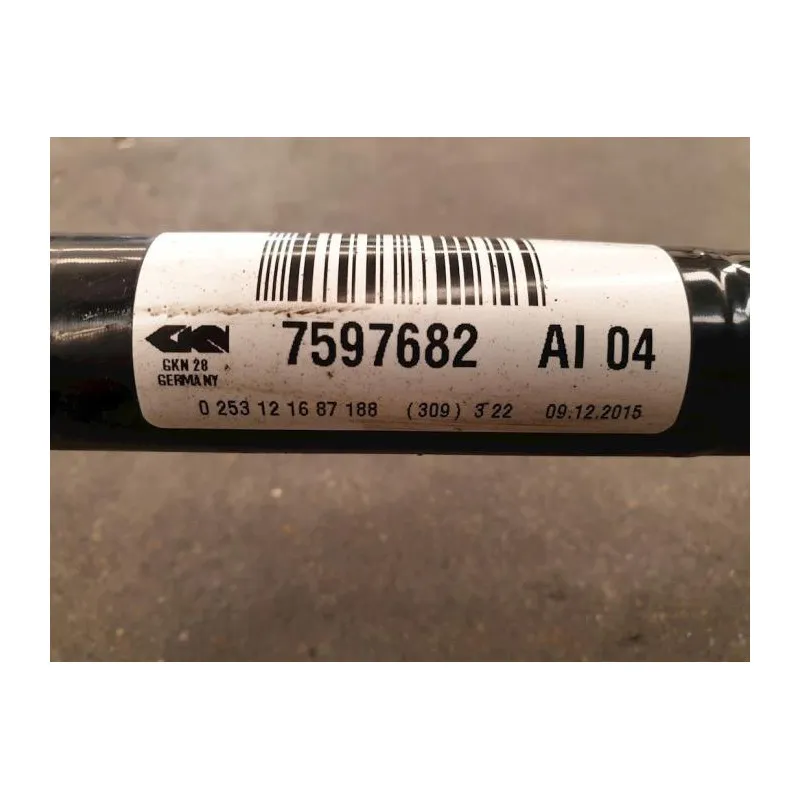 GKN
7597682 AI 04
GKN 28
GERMANY
0 253 12 16 87 188 (309) 3 22 09.12.2015